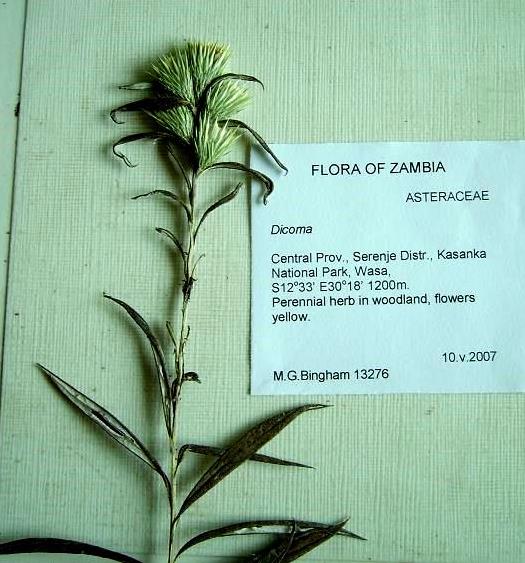 FLORA OF ZAMBIA
ASTERACEAE
Dicoma
Central Prov., Serenje Distr., Kasanka
National Park, Wasa,
S12°33' E30°18' 1200m.
Perennial herb in woodland, flowers
yellow.
10.v.2007
M.G.Bingham 13276